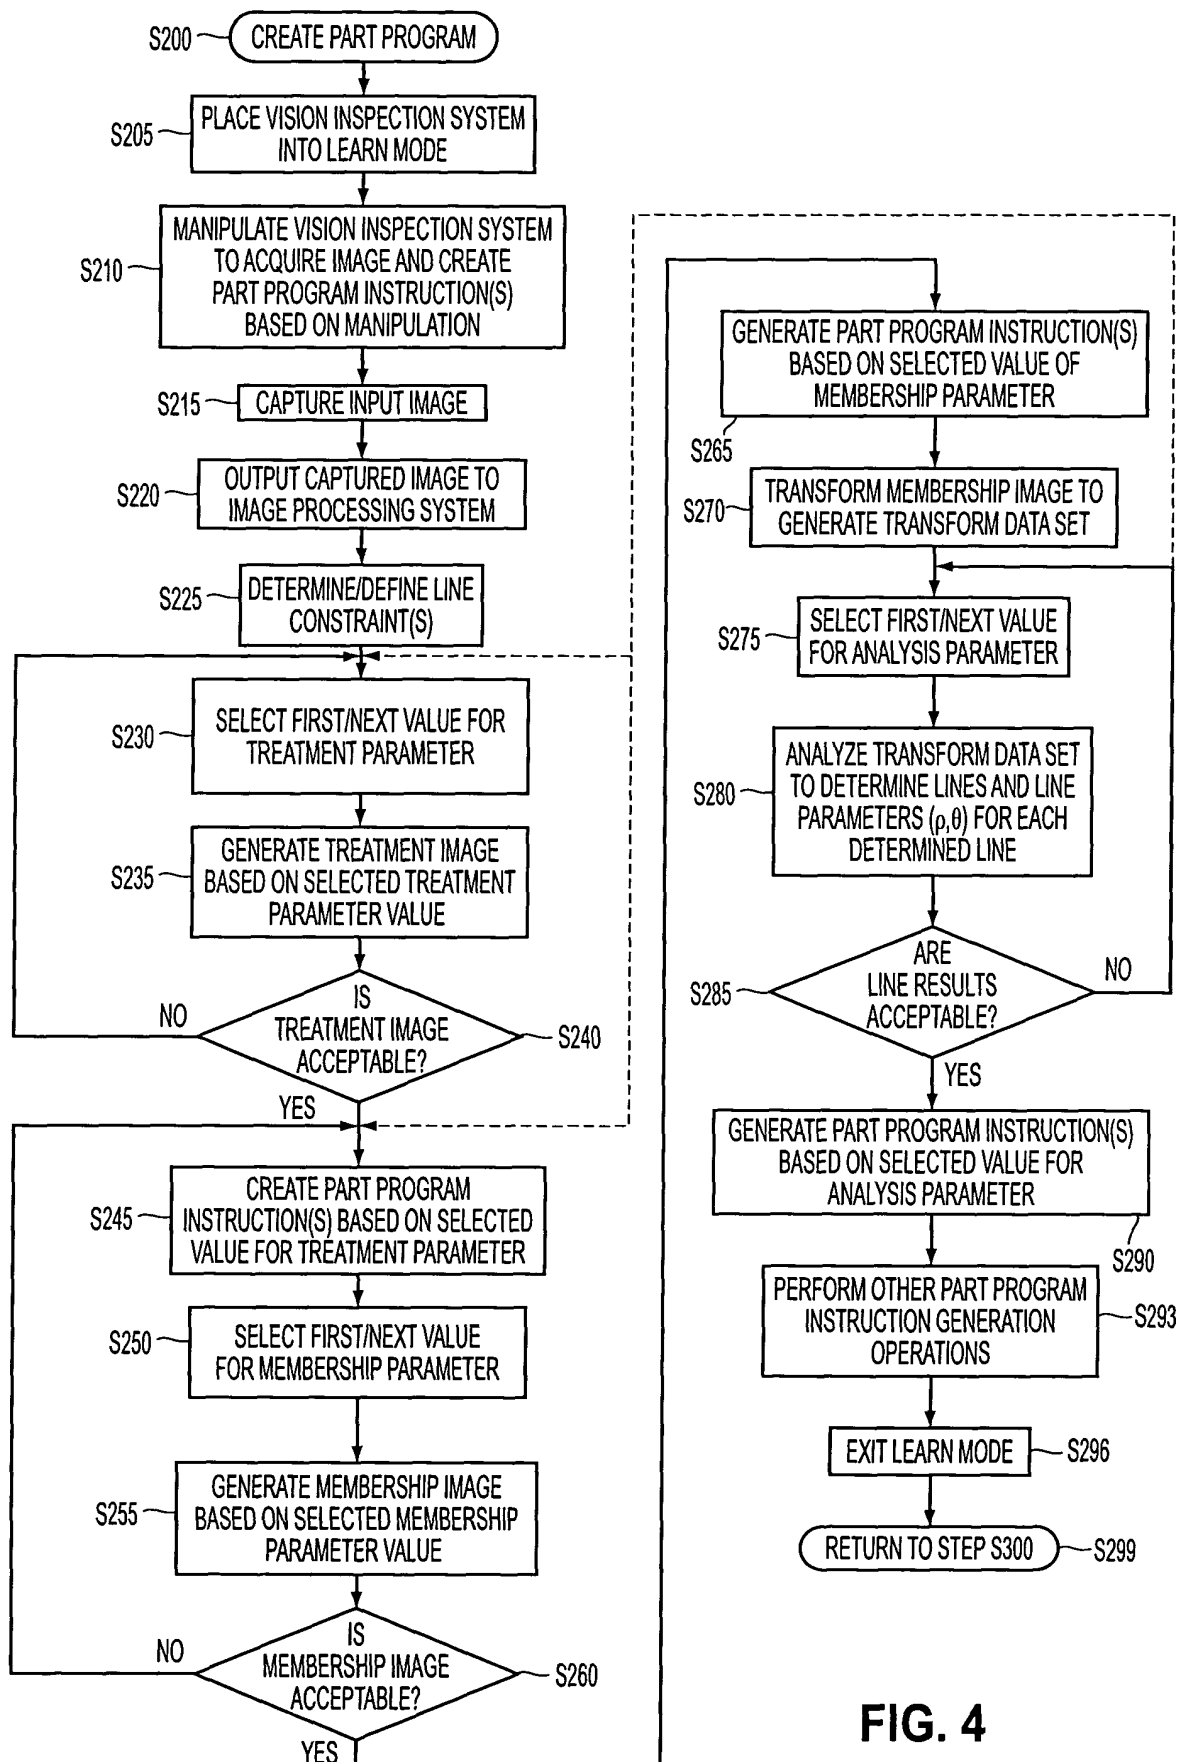 S200
CREATE PART PROGRAM
S205
PLACE VISION INSPECTION SYSTEM
INTO LEARN MODE
S210
MANIPULATE VISION INSPECTION SYSTEM
TO ACQUIRE IMAGE AND CREATE
PART PROGRAM INSTRUCTION(S)
BASED ON MANIPULATION
S215
CAPTURE INPUT IMAGE
S220
OUTPUT CAPTURED IMAGE TO
IMAGE PROCESSING SYSTEM
S225
DETERMINE/DEFINE LINE
CONSTRAINT(S)
S230
SELECT FIRST/NEXT VALUE FOR
TREATMENT PARAMETER
S235
GENERATE TREATMENT IMAGE
BASED ON SELECTED TREATMENT
PARAMETER VALUE
NO
IS
TREATMENT IMAGE
ACCEPTABLE?
S240
YES
S245
CREATE PART PROGRAM
INSTRUCTION(S) BASED ON SELECTED
VALUE FOR TREATMENT PARAMETER
S250
SELECT FIRST/NEXT VALUE
FOR MEMBERSHIP PARAMETER
S255
GENERATE MEMBERSHIP IMAGE
BASED ON SELECTED MEMBERSHIP
PARAMETER VALUE
NO
IS
MEMBERSHIP IMAGE
ACCEPTABLE?
S260
YES
GENERATE PART PROGRAM INSTRUCTION(S)
BASED ON SELECTED VALUE OF
MEMBERSHIP PARAMETER
S265
S270
TRANSFORM MEMBERSHIP IMAGE TO
GENERATE TRANSFORM DATA SET
S275
SELECT FIRST/NEXT VALUE
FOR ANALYSIS PARAMETER
S280
ANALYZE TRANSFORM DATA SET
TO DETERMINE LINES AND LINE
PARAMETERS (ρ,θ) FOR EACH
DETERMINED LINE
S285
ARE
LINE RESULTS
ACCEPTABLE?
NO
YES
GENERATE PART PROGRAM INSTRUCTION(S)
BASED ON SELECTED VALUE FOR
ANALYSIS PARAMETER
S290
PERFORM OTHER PART PROGRAM
INSTRUCTION GENERATION
OPERATIONS
S293
EXIT LEARN MODE
S296
RETURN TO STEP S300
S299
FIG. 4